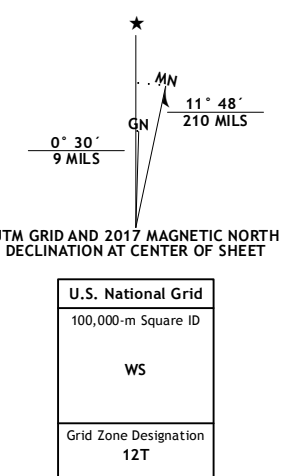 MN
GN
11° 48´
210 MILS
0° 30´
9 MILS
UTM GRID AND 2017 MAGNETIC NORTH
DECLINATION AT CENTER OF SHEET
U.S. National Grid
100,000-m Square ID
WS
Grid Zone Designation
12T